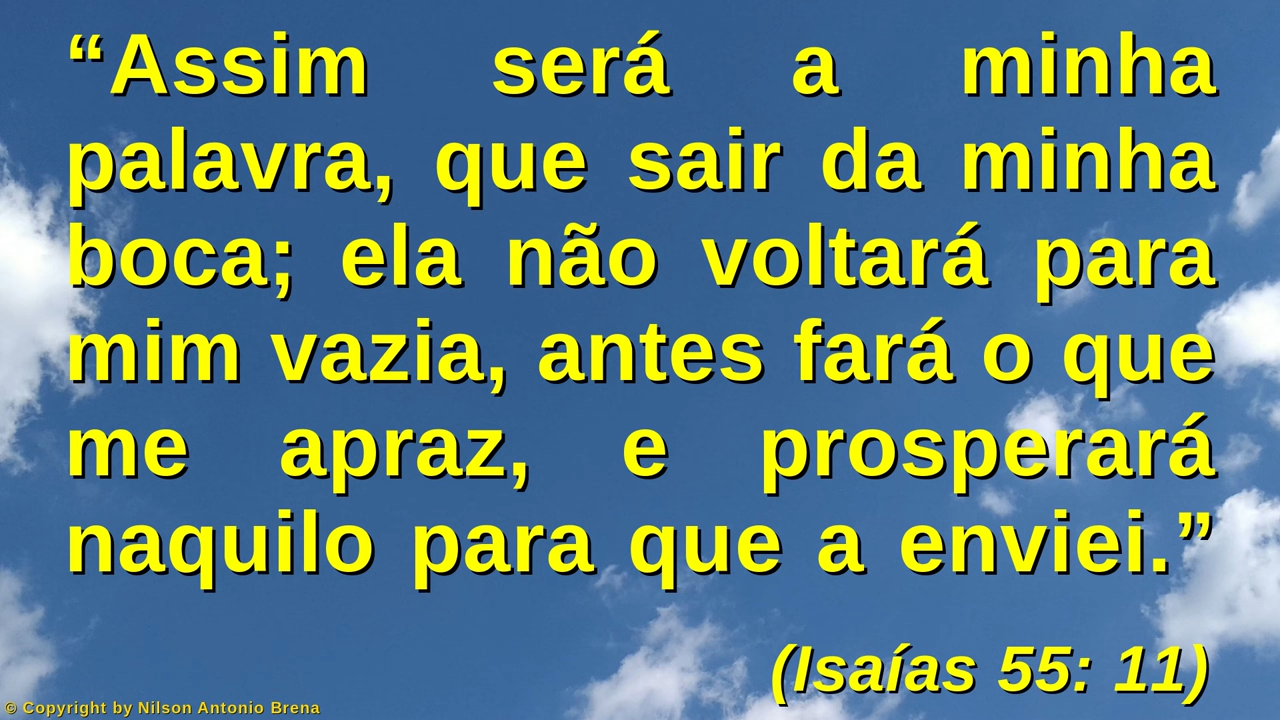 “Assim será a minha
palavra, que sair da minha
boca; ela não voltará para
mim vazia, antes fará o que
me apraz, e prosperará
naquilo para que a enviei.”
(Isaías 55: 11)
© Copyright by Nilson Antonio Brena